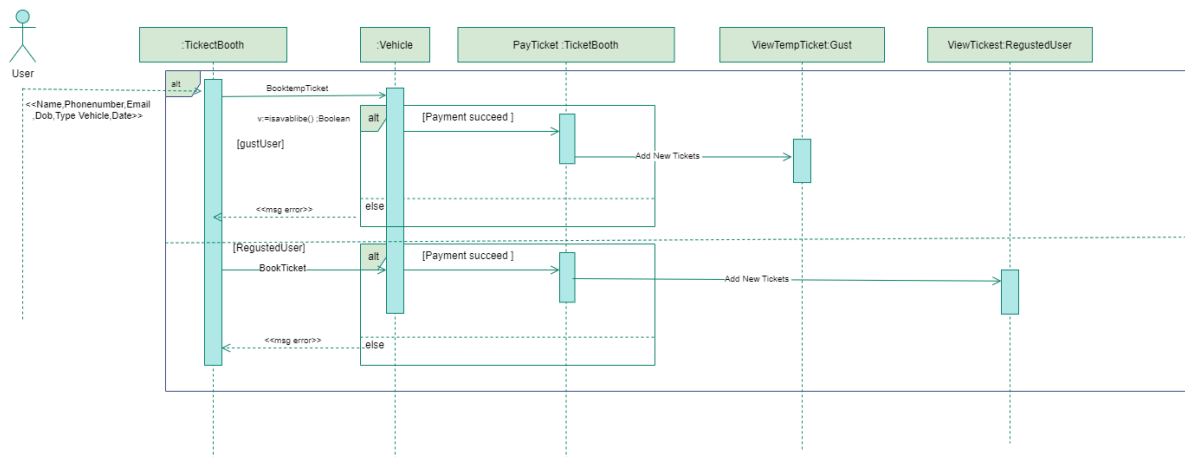 :TickectBooth
:Vehicle
PayTicket :TicketBooth
ViewTempTicket:Gust
ViewTickest:RegustedUser
User
alt
<<Name,Phonenumber,Email
,Dob,Type Vehicle,Date>>
BooktempTicket
v:=isavablibe() ;Boolean
alt
[Payment succeed ]
[gustUser]
Add New Tickets
else
<<msg error>>
[RegustedUser]
alt
[Payment succeed ]
BookTicket
Add New Tickets
<<msg error>>
else